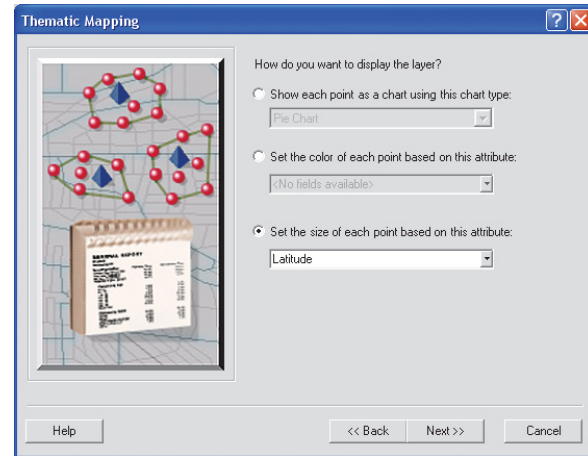 Thematic Mapping
How do you want to display the layer?
Show each point as a chart using this chart type:
Pie Chart
Set the color of each point based on this attribute:
<No fields available>
Set the size of each point based on this attribute:
Latitude
GENERAL REPORT
Help
<< Back
Next >>
Cancel